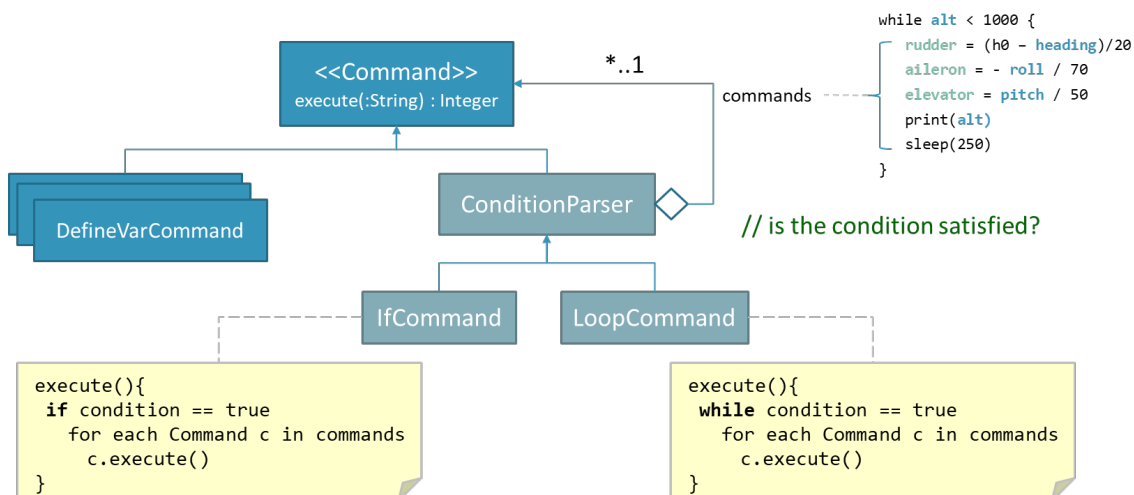 <<Command>>
execute(:String) : Integer
*..1
commands
while alt < 1000 {
rudder = (h0 – heading)/20
aileron = - roll / 70
elevator = pitch / 50
print(alt)
sleep(250)
}
DefineVarCommand
ConditionParser
// is the condition satisfied?
IfCommand
LoopCommand
execute(){
if condition == true
for each Command c in commands
c.execute()
}
execute(){
while condition == true
for each Command c in commands
c.execute()
}